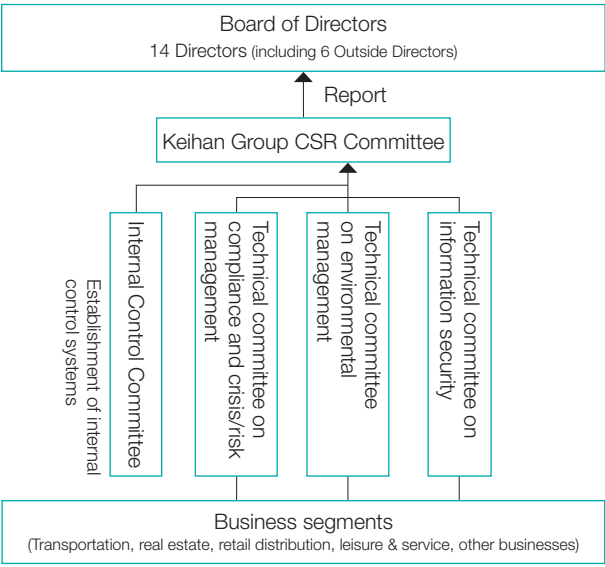 Board of Directors
14 Directors (including 6 Outside Directors)
Report
Keihan Group CSR Committee
Establishment of internal
control systems
Internal Control Committee
Technical committee on
compliance and crisis/risk
management
Technical committee
on environmental
management
Technical committee on
information security
Business segments
(Transportation, real estate, retail distribution, leisure & service, other businesses)